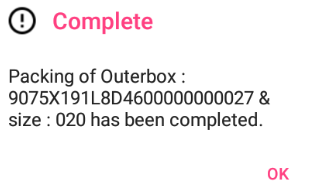 Complete
Packing of Outerbox :
9075X191L8D4600000000027 &
size : 020 has been completed.
OK